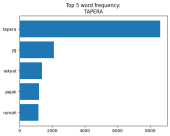 Top 5 word frequency:
TAPERA
tapera
yg
rakyat
pajak
rumah
0 2000 4000 6000 8000